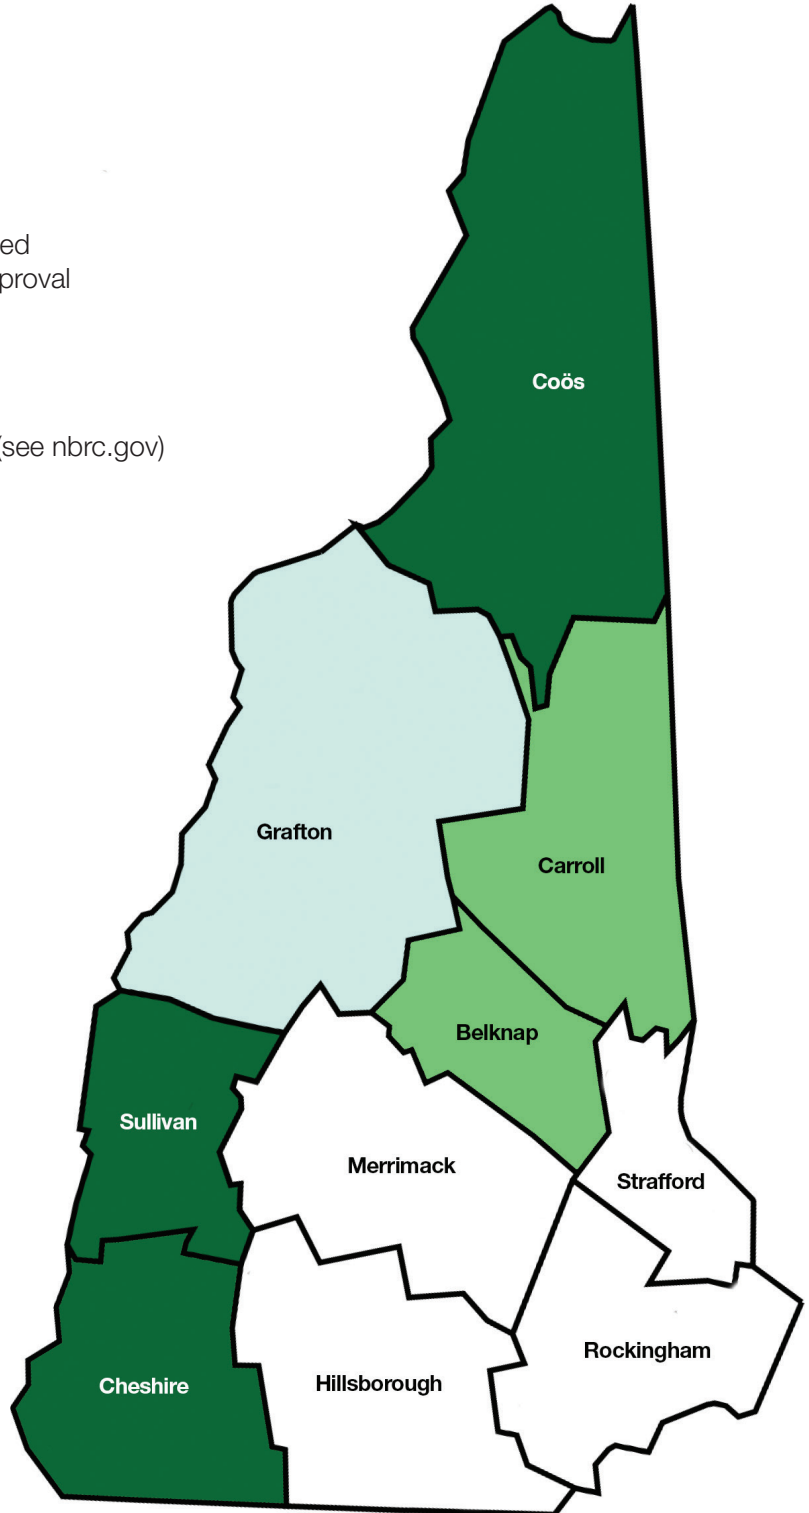 ed
proval
(see nbrc.gov)
Coös
Grafton
Carroll
Belknap
Sullivan
Merrimack
Strafford
Rockingham
Hillsborough
Cheshire